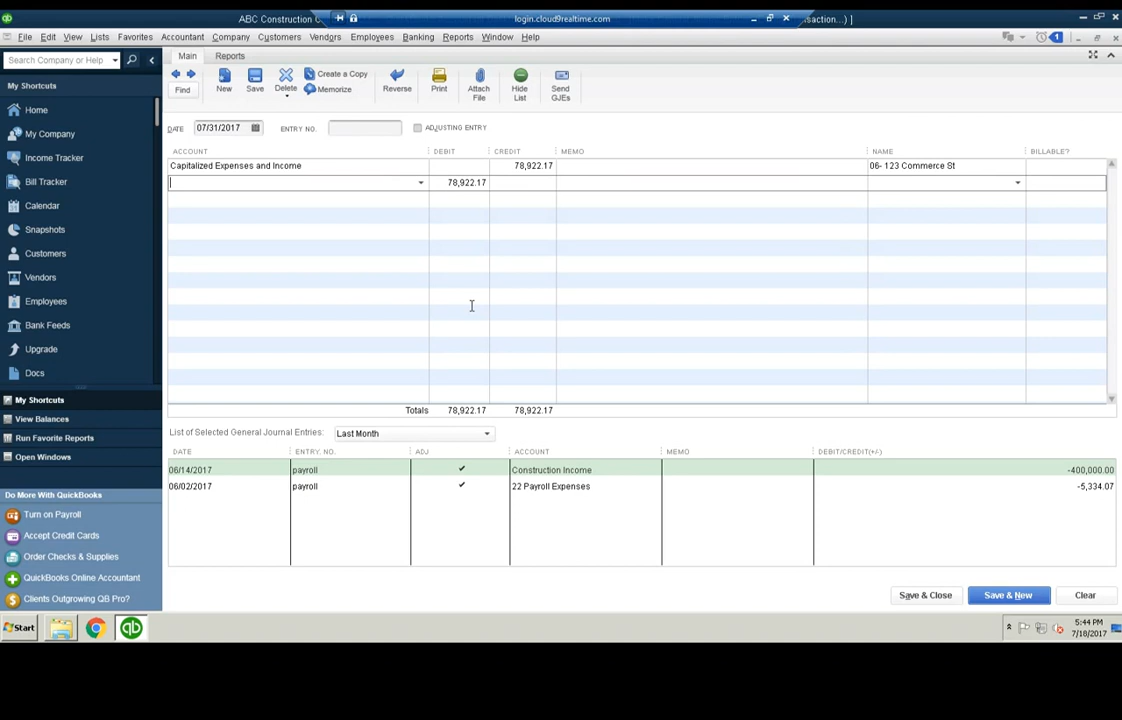 ABC Construction C
login.cloud9realtime.com
saction...) ]
File Edit View Lists Favorites Accountant Company Customers Vendors Employees Banking Reports Window Help
1
Search Company or Help
My Shortcuts
Home
My Company
Income Tracker
Bill Tracker
Calendar
Snapshots
Customers
Vendors
Employees
Bank Feeds
Upgrade
Docs
My Shortcuts
View Balances
Run Favorite Reports
Open Windows
Do More With QuickBooks
Turn on Payroll
Accept Credit Cards
Order Checks & Supplies
QuickBooks Online Accountant
Clients Outgrowing QB Pro?
Main Reports
Find
New
Save
Delete
Create a Copy
Memorize
Reverse
Print
Attach File
Hide List
Send GJEs
DATE 07/31/2017 ENTRY NO. ADJUSTING ENTRY
ACCOUNT DEBIT CREDIT MEMO NAME BILLABLE?
Capitalized Expenses and Income 78,922.17 06- 123 Commerce St
78,922.17
Totals 78,922.17 78,922.17
List of Selected General Journal Entries: Last Month
DATE ENTRY. NO. ADJ ACCOUNT MEMO DEBIT/CREDIT(+/-)
06/14/2017 payroll ✔ Construction Income -400,000.00
06/02/2017 payroll ✔ 22 Payroll Expenses -5,334.07
Save & Close Save & New Clear
Start
qb
5:44 PM
7/18/2017